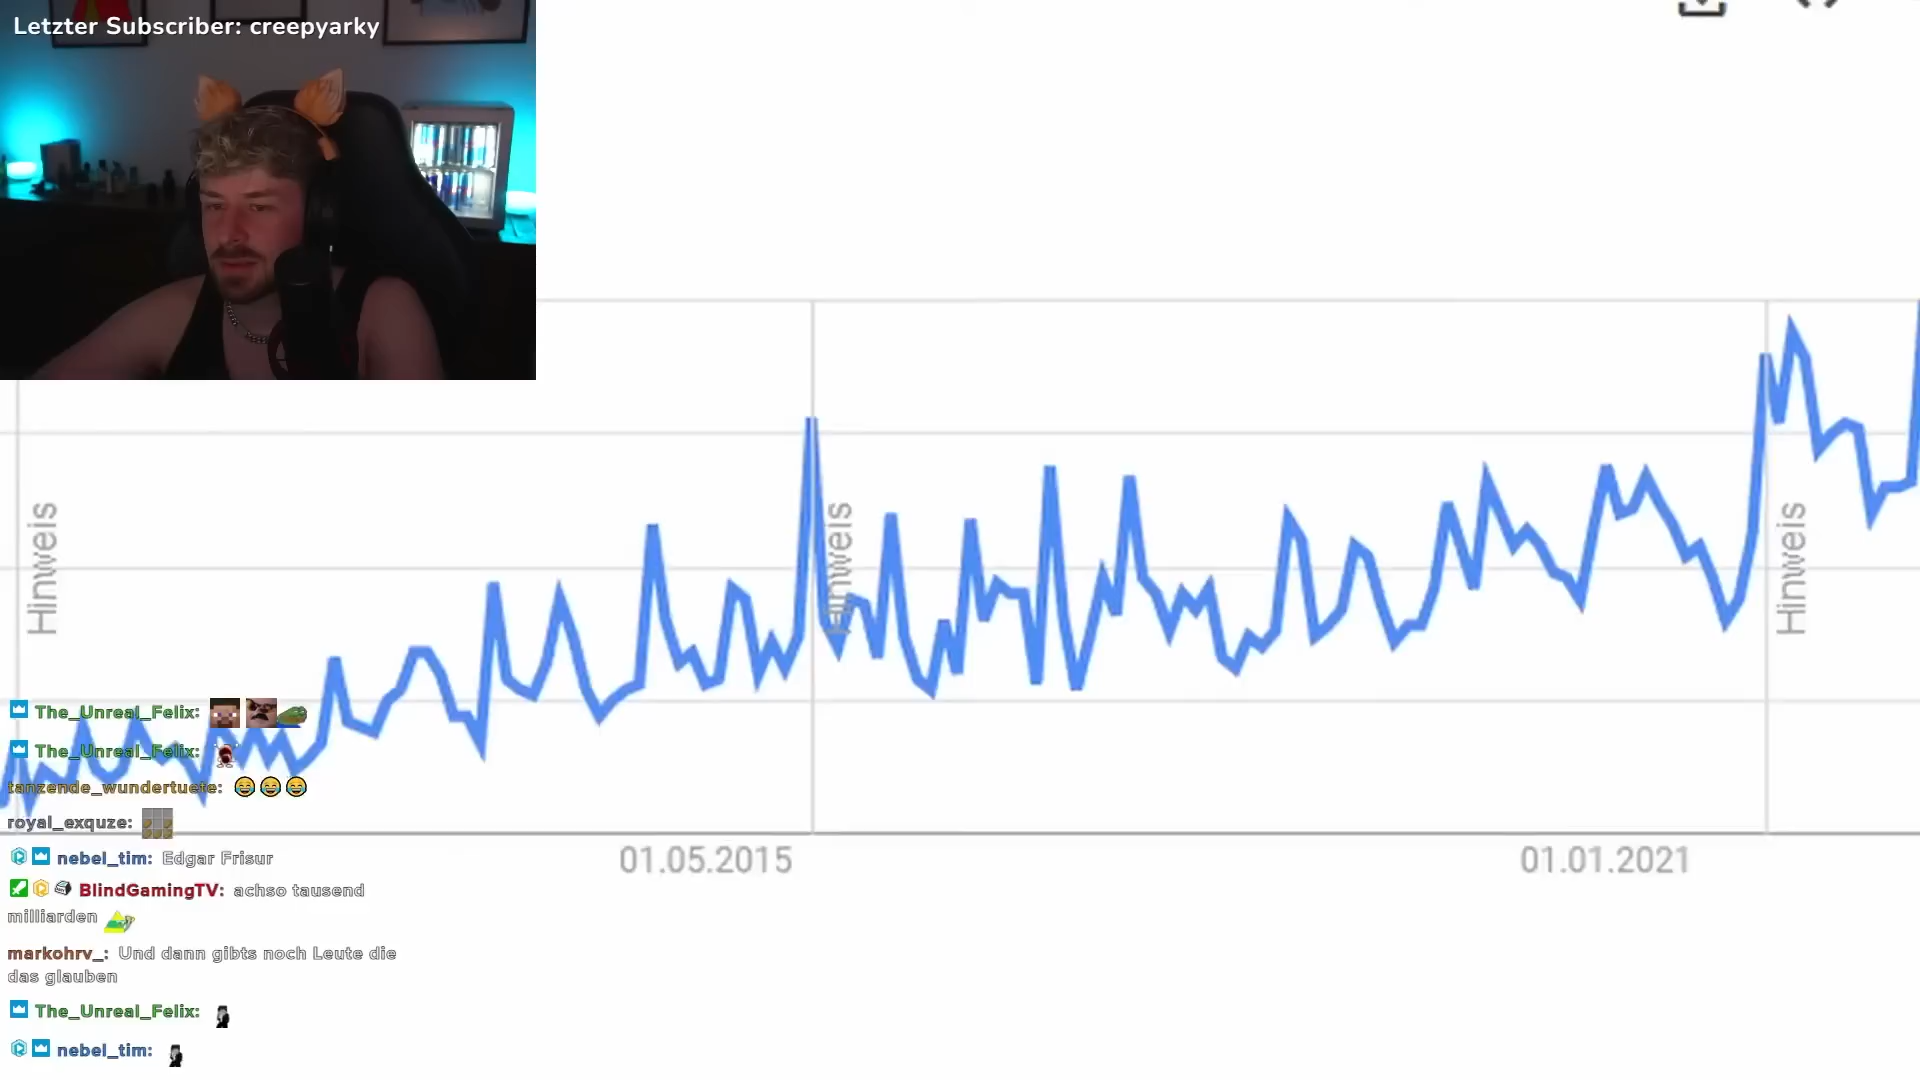 Letzter Subscriber: creepyarky
Hinweis
Hinweis
Hinweis
01.05.2015
01.01.2021
The_Unreal_Felix:
The_Unreal_Felix:
tanzende_wundertuete: 😂😂😂
royal_exquze:
nebel_tim: Edgar Frisur
BlindGamingTV: achso tausend
milliarden
markohrv_: Und dann gibts noch Leute die
das glauben
The_Unreal_Felix:
nebel_tim: